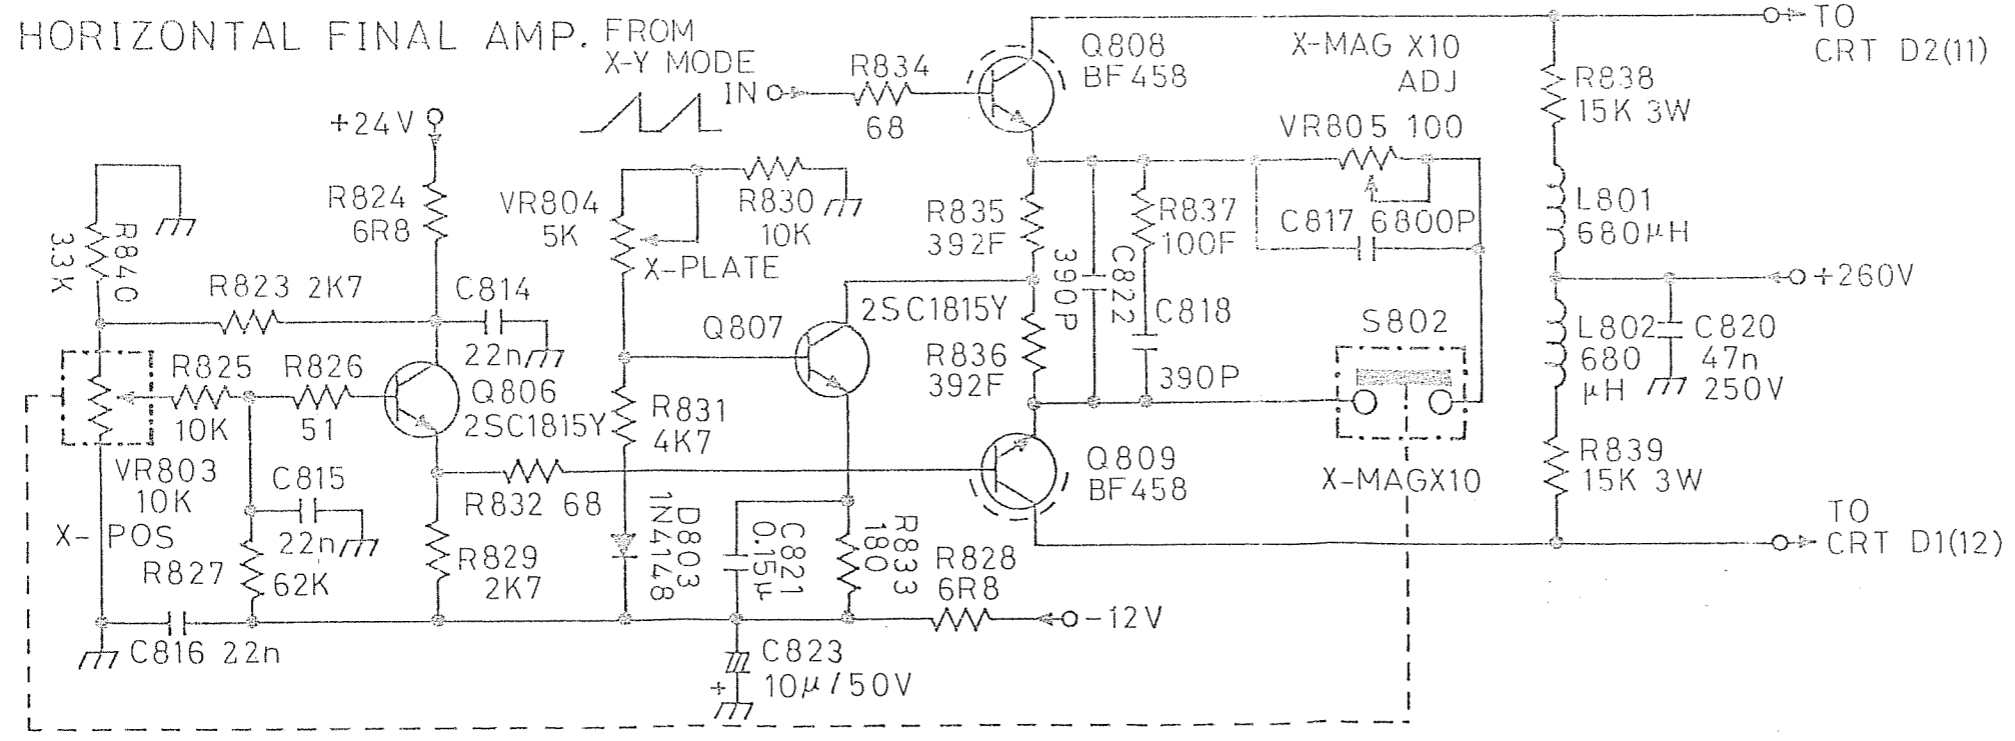 HORIZONTAL FINAL AMP.
FROM
X-Y MODE
IN
R834
68
Q808
BF458
X-MAG X10
ADJ
VR805 100
TO
CRT D2(11)
R838
15K 3W
+24V
R824
6R8
VR804
5K
R830
10K
X-PLATE
R835
392F
R837
100F
C817 6800P
L801
680μH
R840
33K
R823 2K7
C814
22n
Q807
2SC1815Y
C822
390P
C818
390P
S802
+260V
L802
680
μH
C820
47n
250V
R825
10K
R826
51
Q806
2SC1815Y
R831
4K7
R836
392F
VR803
10K
X-POS
C815
22n
R832 68
Q809
BF458
X-MAGX10
R839
15K 3W
R827
62K
R829
2K7
D803
1N4148
C821
0.15μ
R833
180
R828
6R8
-12V
TO
CRT D1(12)
C816 22n
C823
+
10μ/50V